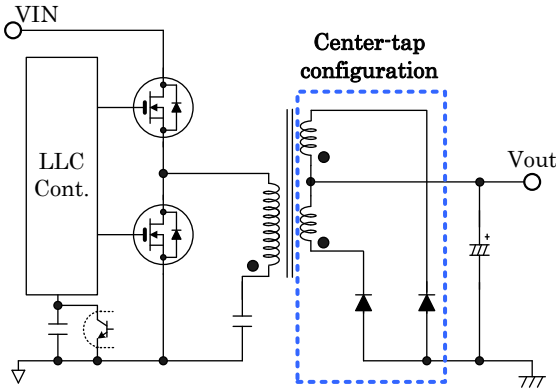 VIN
Center-tap
configuration
LLC
Cont.
Vout
+